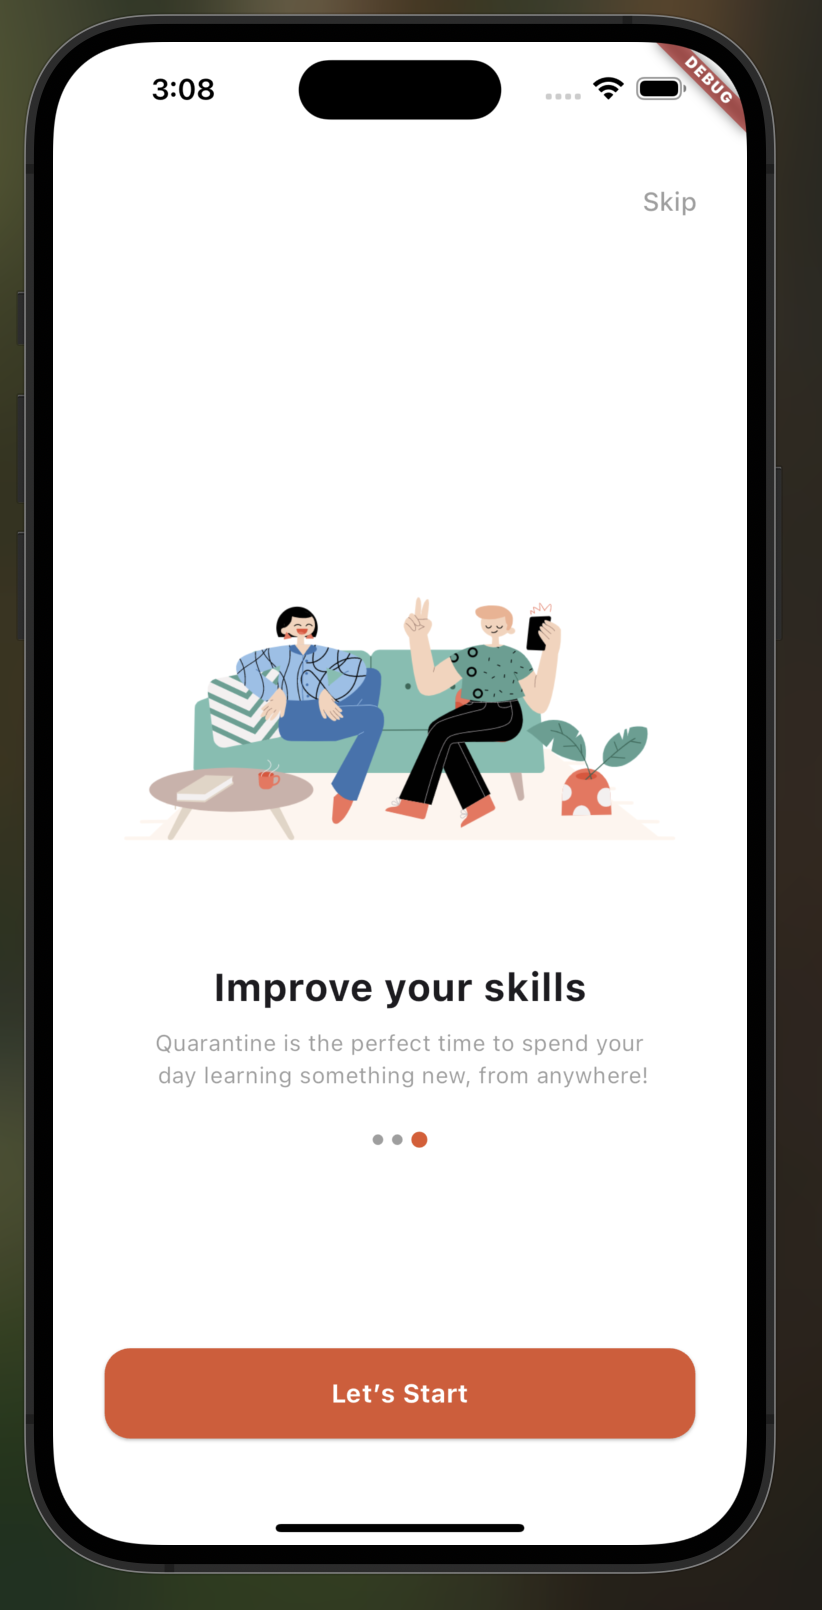 3:08
DEBUG
Skip
Improve your skills
Quarantine is the perfect time to spend your
day learning something new, from anywhere!
Let’s Start